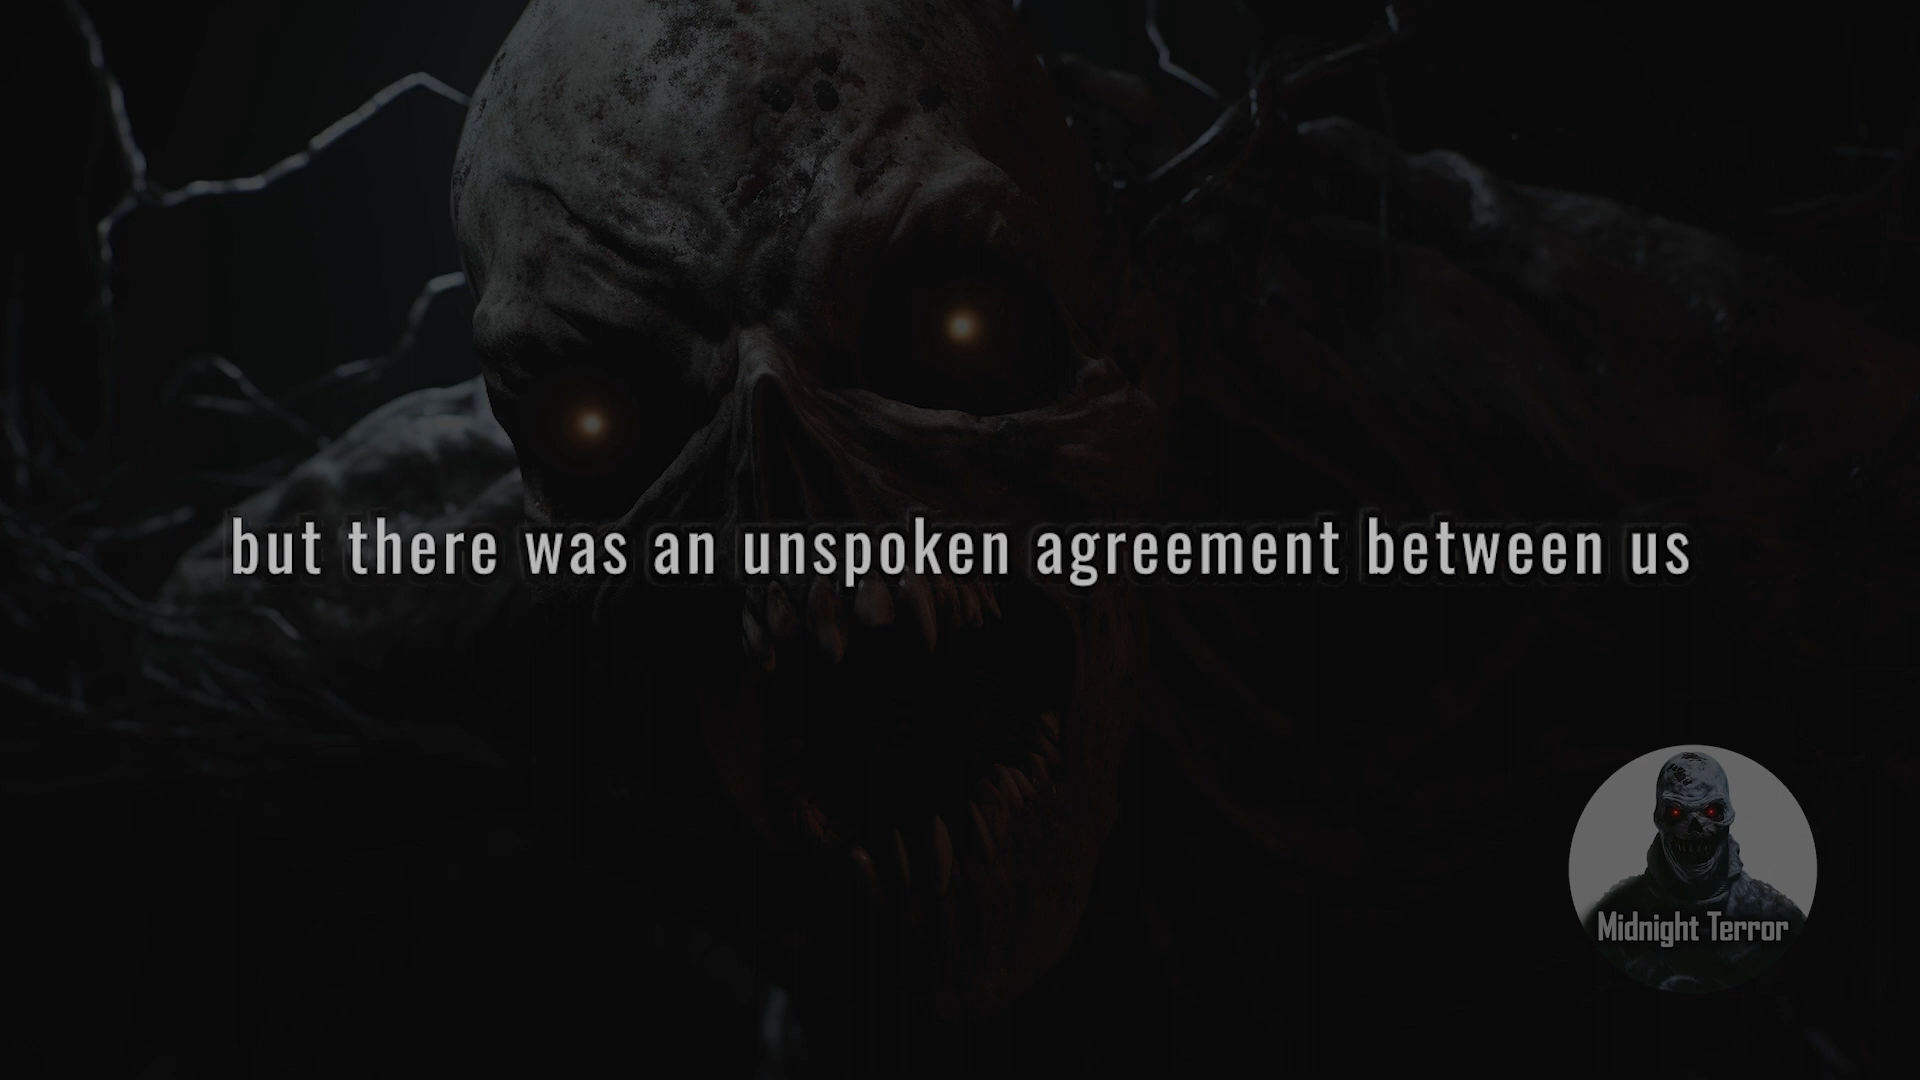 but there was an unspoken agreement between us
Midnight Terror